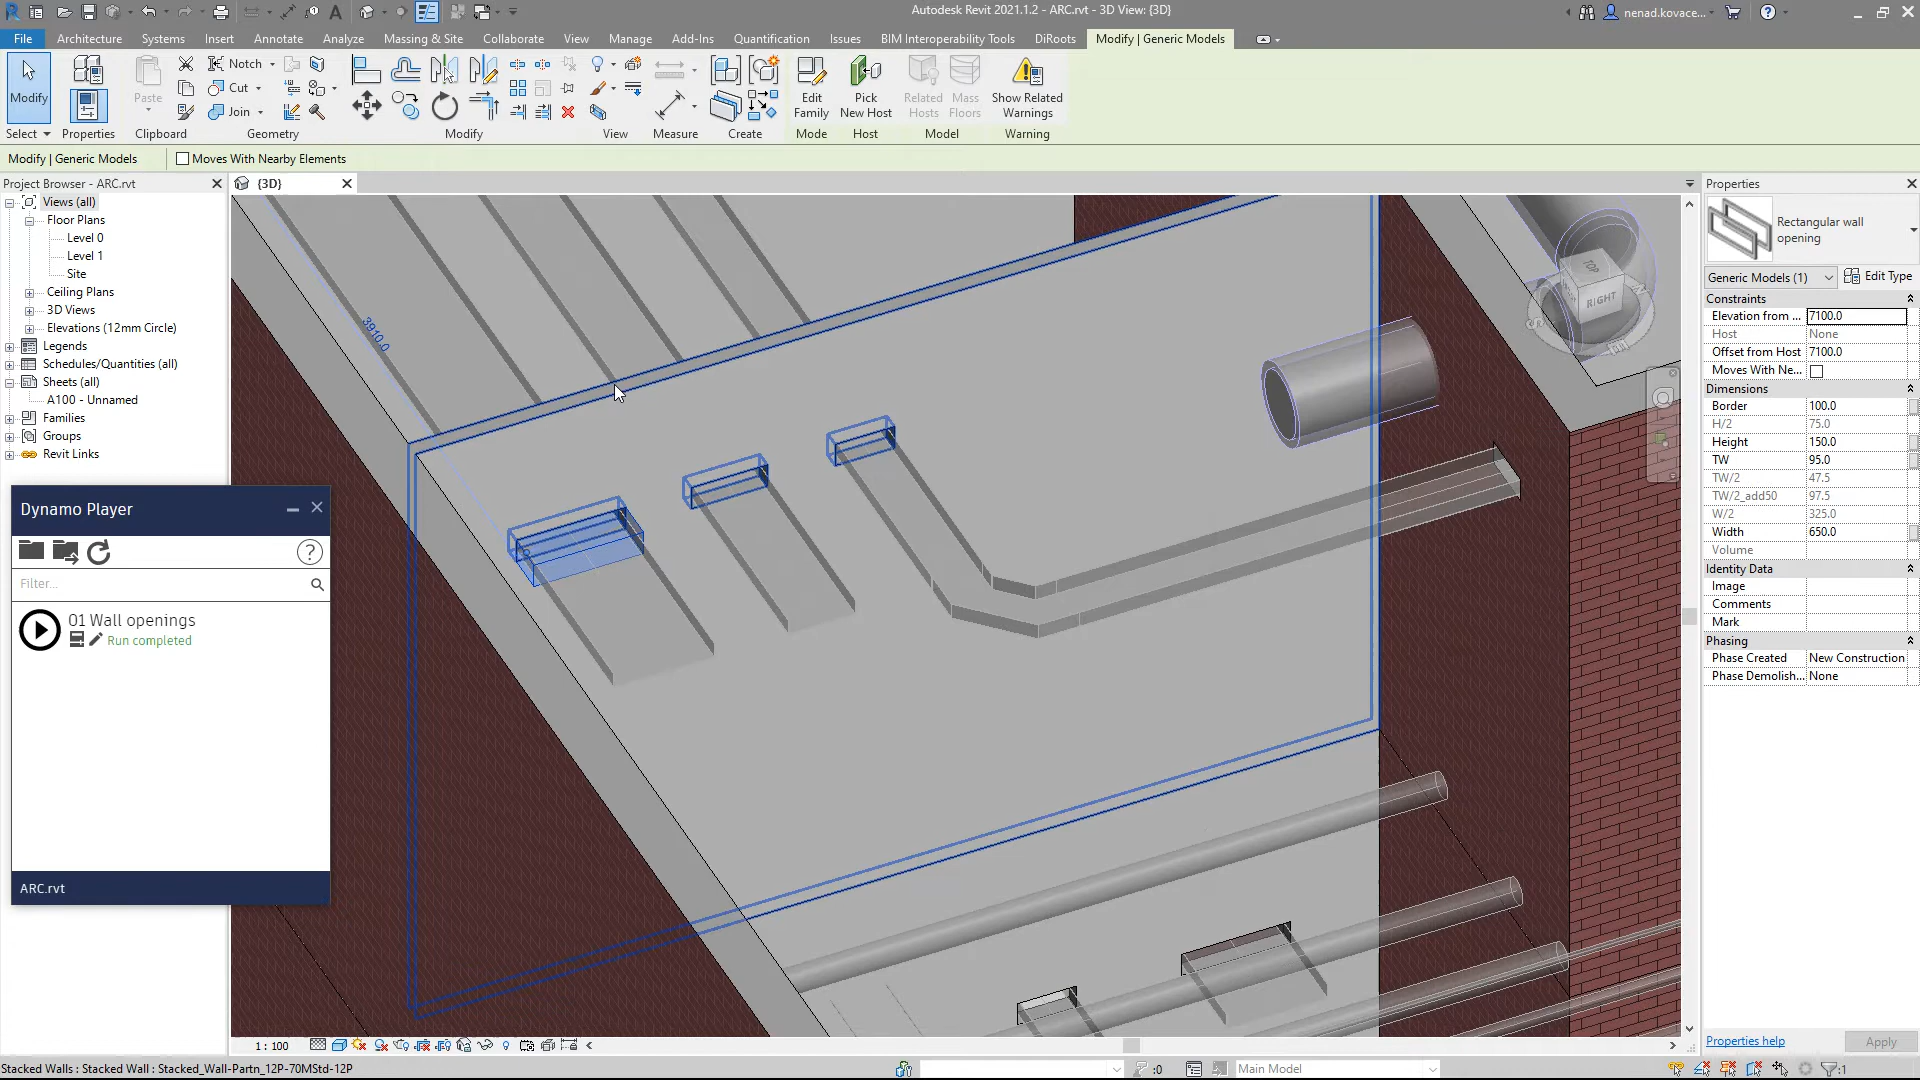 Autodesk Revit 2021.1.2 - ARC.rvt - 3D View: {3D}
nenad.kovace...
File Architecture Systems Insert Annotate Analyze Massing & Site Collaborate View Manage Add-Ins Quantification Issues BIM Interoperability Tools DiRoots Modify | Generic Models
Modify
Paste
Notch
Cut
Join
Edit Family
Pick New Host
Related Hosts
Mass Floors
Show Related Warnings
Select Properties Clipboard Geometry Modify View Measure Create Mode Host Model Warning
Modify | Generic Models Moves With Nearby Elements
Project Browser - ARC.rvt
Views (all)
Floor Plans
Level 0
Level 1
Site
Ceiling Plans
3D Views
Elevations (12mm Circle)
Legends
Schedules/Quantities (all)
Sheets (all)
A100 - Unnamed
Families
Groups
Revit Links
Dynamo Player
?
Filter...
01 Wall openings
Run completed
ARC.rvt
{3D}
3910.0
TOP
RIGHT
1 : 100
Properties
Rectangular wall opening
Generic Models (1) Edit Type
Constraints
Elevation from ... 7100.0
Host None
Offset from Host 7100.0
Moves With Ne...
Dimensions
Border 100.0
H/2 75.0
Height 150.0
TW 95.0
TW/2 47.5
TW/2_add50 97.5
W/2 325.0
Width 650.0
Volume
Identity Data
Image
Comments
Mark
Phasing
Phase Created New Construction
Phase Demolish... None
Properties help Apply
Stacked Walls : Stacked Wall : Stacked_Wall-Partn_12P-70MStd-12P
:0
Main Model
:1